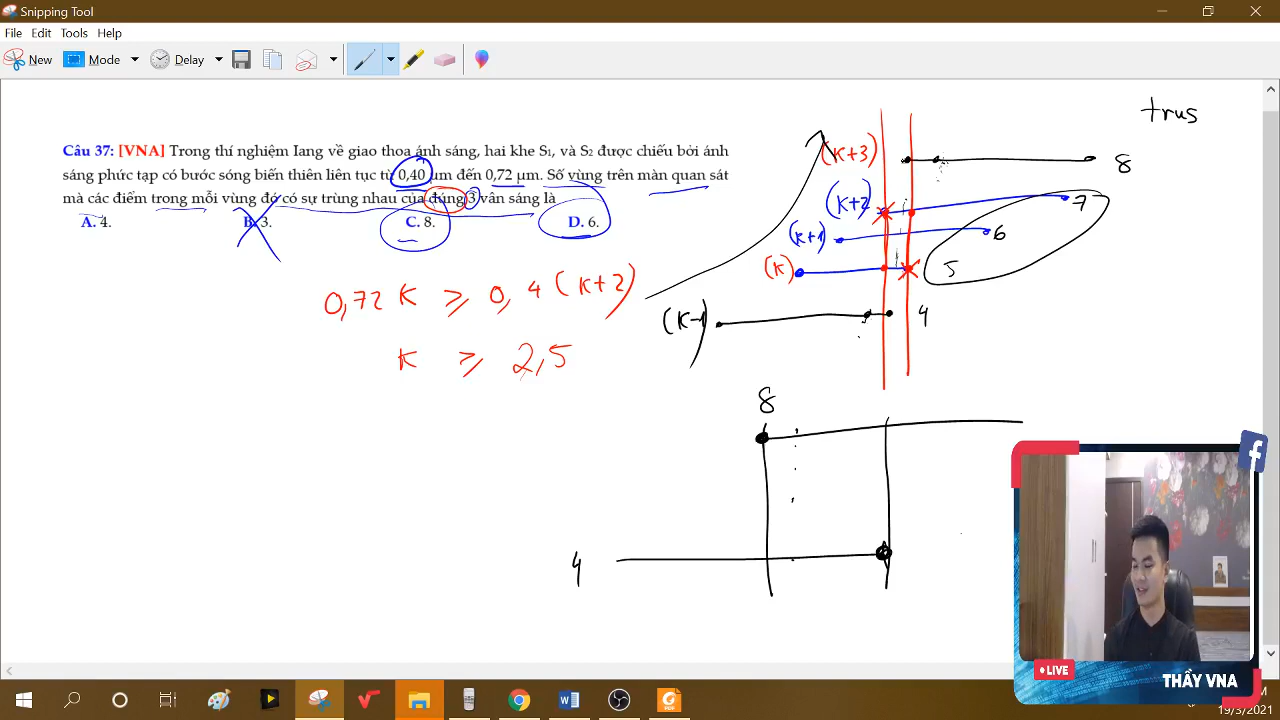 Snipping Tool
File Edit Tools Help
New Mode Delay
Câu 37: [VNA] Trong thí nghiệm Iang về giao thoa ánh sáng, hai khe S₁, và S₂ được chiếu bởi ánh
sáng phức tạp có bước sóng biến thiên liên tục từ 0,40 μm đến 0,72 μm. Số vùng trên màn quan sát
mà các điểm trong mỗi vùng đó có sự trùng nhau của đúng 3 vân sáng là
A. 4. B. 3. C. 8. D. 6.
trus
(K+3) 8
(K+2) 7
(K+1) 6
(K) 5
(K-1) 4
0,72 K ≥ 0,4 (K+2)
K ≥ 2,5
8
4
LIVE
THẦY VNA
19/3/2021